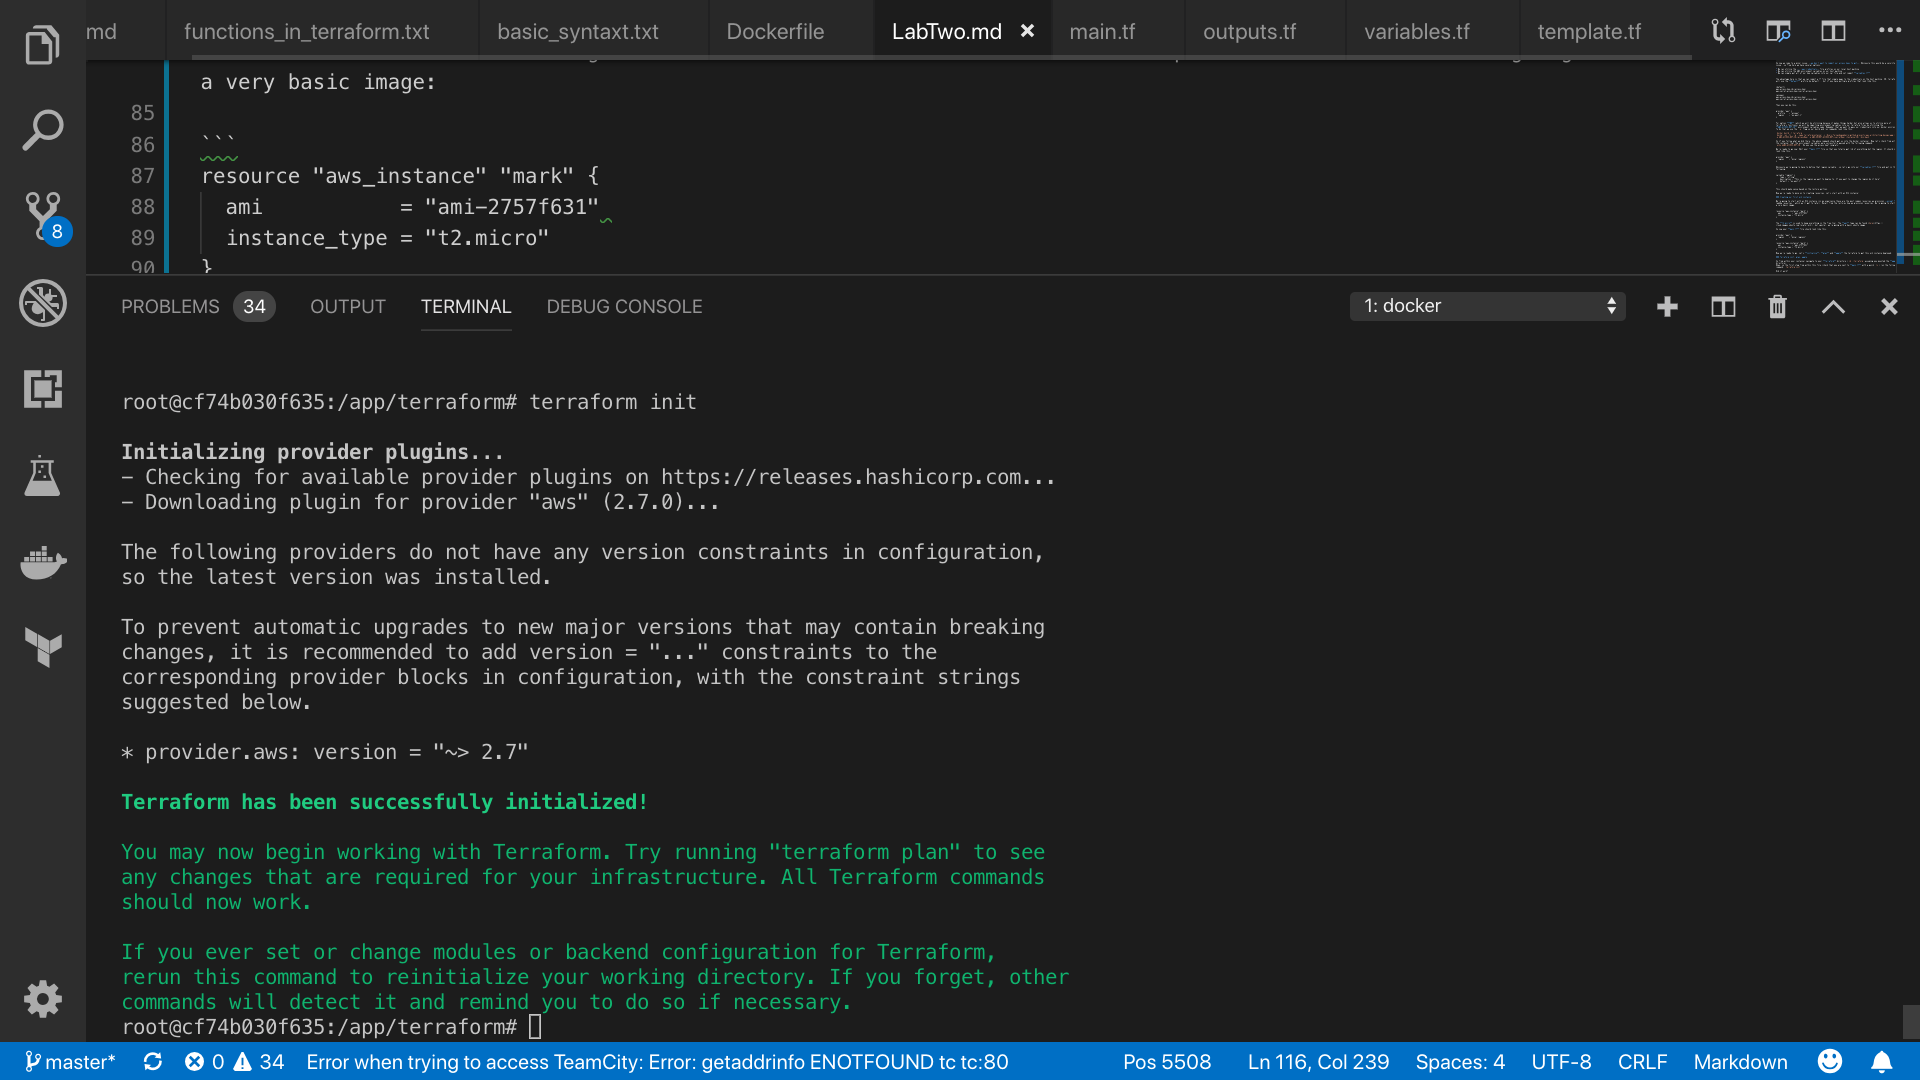 md functions_in_terraform.txt basic_syntaxt.txt Dockerfile LabTwo.md × main.tf outputs.tf variables.tf template.tf
a very basic image:
85
86 ```
87 resource "aws_instance" "mark" {
88 ami = "ami-2757f631"
89 instance_type = "t2.micro"
90 }
8
PROBLEMS 34 OUTPUT TERMINAL DEBUG CONSOLE 1: docker
root@cf74b030f635:/app/terraform# terraform init
Initializing provider plugins...
- Checking for available provider plugins on https://releases.hashicorp.com...
- Downloading plugin for provider "aws" (2.7.0)...
The following providers do not have any version constraints in configuration,
so the latest version was installed.
To prevent automatic upgrades to new major versions that may contain breaking
changes, it is recommended to add version = "..." constraints to the
corresponding provider blocks in configuration, with the constraint strings
suggested below.
* provider.aws: version = "~> 2.7"
Terraform has been successfully initialized!
You may now begin working with Terraform. Try running "terraform plan" to see
any changes that are required for your infrastructure. All Terraform commands
should now work.
If you ever set or change modules or backend configuration for Terraform,
rerun this command to reinitialize your working directory. If you forget, other
commands will detect it and remind you to do so if necessary.
root@cf74b030f635:/app/terraform#
master* 0 34 Error when trying to access TeamCity: Error: getaddrinfo ENOTFOUND tc tc:80 Pos 5508 Ln 116, Col 239 Spaces: 4 UTF-8 CRLF Markdown